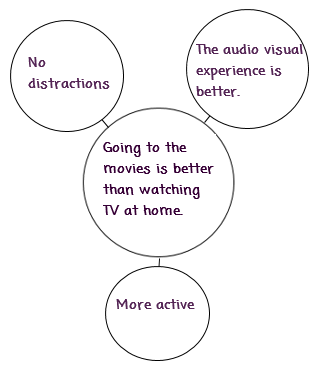 No
distractions
The audio visual
experience is
better.
Going to the
movies is better
than watching
TV at home.
More active